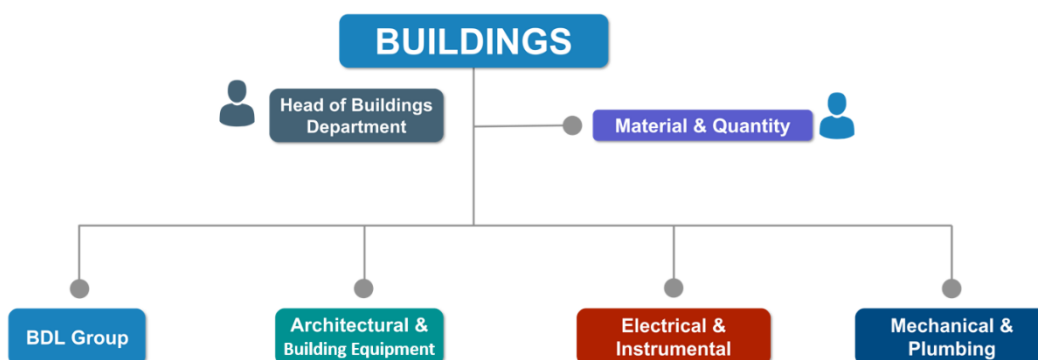 BUILDINGS
Head of Buildings
Department
Material & Quantity
BDL Group
Architectural &
Building Equipment
Electrical &
Instrumental
Mechanical &
Plumbing